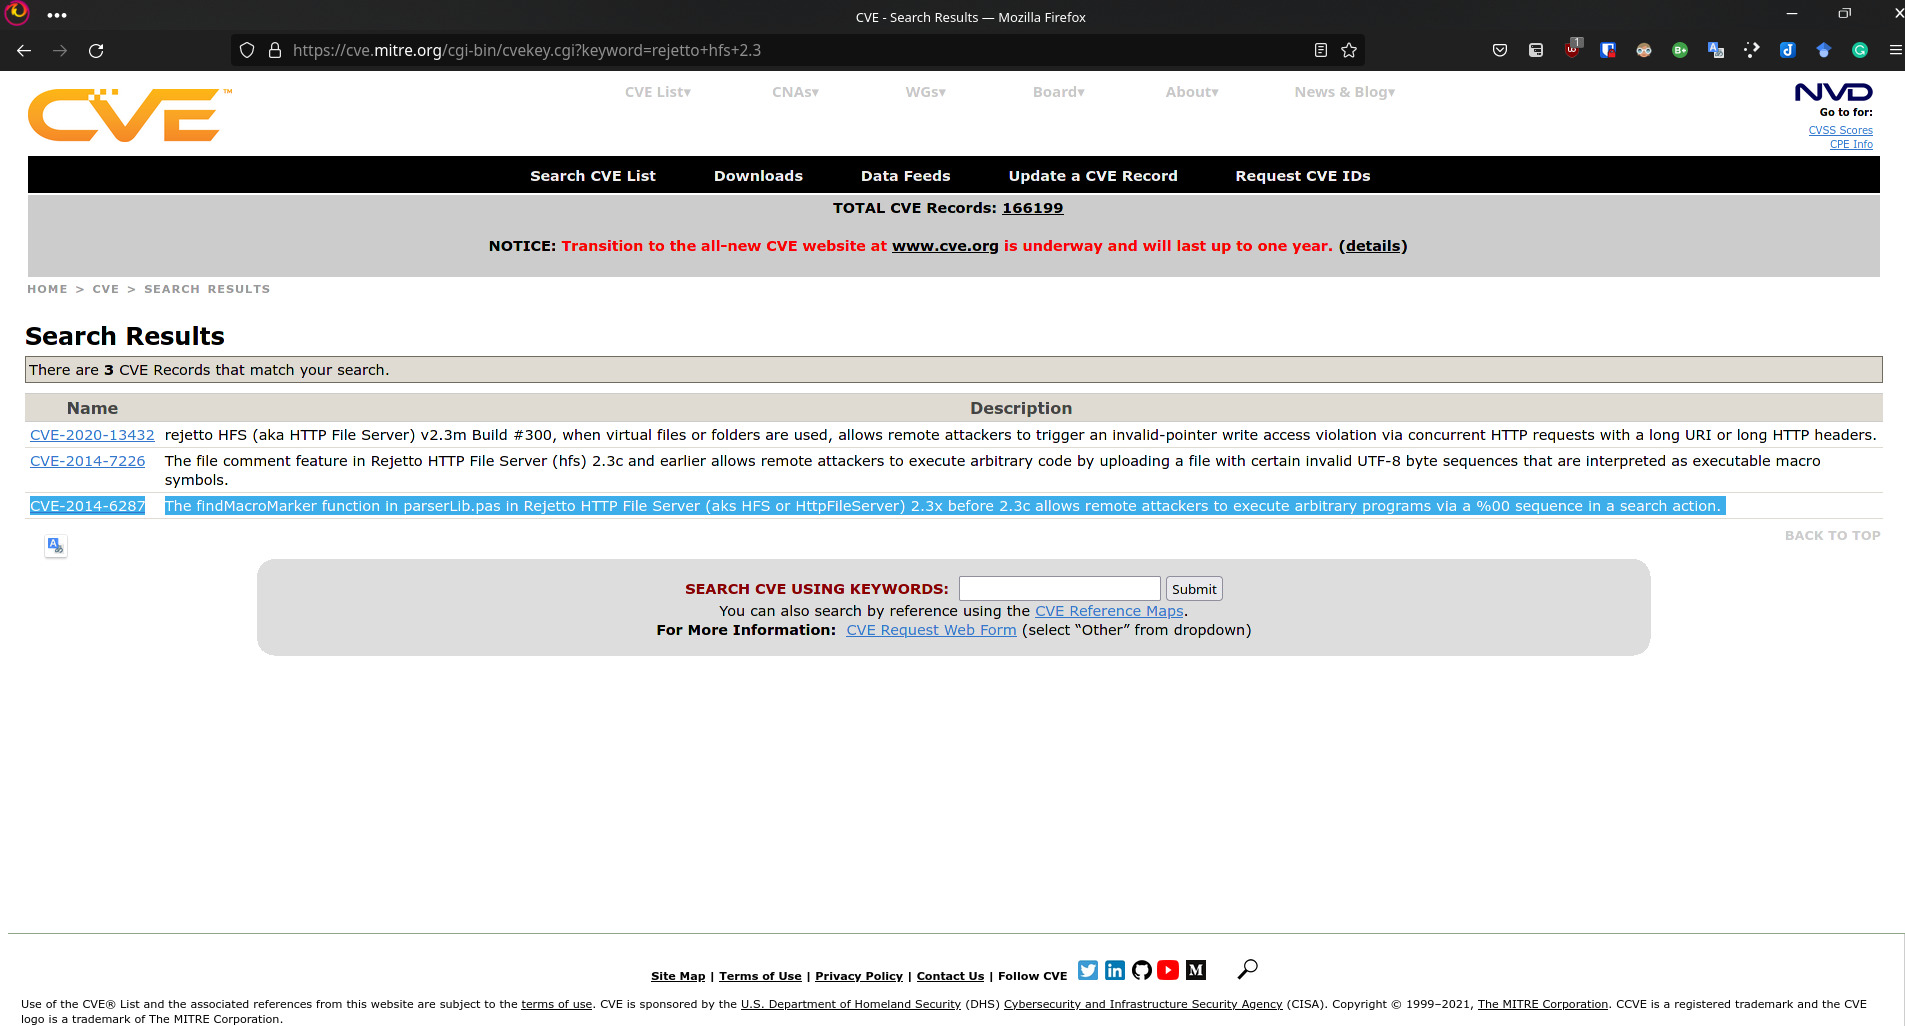 CVE - Search Results — Mozilla Firefox
https://cve.mitre.org/cgi-bin/cvekey.cgi?keyword=rejetto+hfs+2.3
1
CVE™
CVE List▾ CNAs▾ WGs▾ Board▾ About▾ News & Blog▾
NVD
Go to for:
CVSS Scores
CPE Info
Search CVE List Downloads Data Feeds Update a CVE Record Request CVE IDs
TOTAL CVE Records: 166199
NOTICE: Transition to the all-new CVE website at www.cve.org is underway and will last up to one year. (details)
HOME > CVE > SEARCH RESULTS
Search Results
There are 3 CVE Records that match your search.
Name Description
CVE-2020-13432 rejetto HFS (aka HTTP File Server) v2.3m Build #300, when virtual files or folders are used, allows remote attackers to trigger an invalid-pointer write access violation via concurrent HTTP requests with a long URI or long HTTP headers.
CVE-2014-7226 The file comment feature in Rejetto HTTP File Server (hfs) 2.3c and earlier allows remote attackers to execute arbitrary code by uploading a file with certain invalid UTF-8 byte sequences that are interpreted as executable macro
symbols.
CVE-2014-6287 The findMacroMarker function in parserLib.pas in Rejetto HTTP File Server (aks HFS or HttpFileServer) 2.3x before 2.3c allows remote attackers to execute arbitrary programs via a %00 sequence in a search action.
BACK TO TOP
SEARCH CVE USING KEYWORDS: Submit
You can also search by reference using the CVE Reference Maps.
For More Information: CVE Request Web Form (select “Other” from dropdown)
Site Map | Terms of Use | Privacy Policy | Contact Us | Follow CVE
Use of the CVE® List and the associated references from this website are subject to the terms of use. CVE is sponsored by the U.S. Department of Homeland Security (DHS) Cybersecurity and Infrastructure Security Agency (CISA). Copyright © 1999–2021, The MITRE Corporation. CCVE is a registered trademark and the CVE
logo is a trademark of The MITRE Corporation.